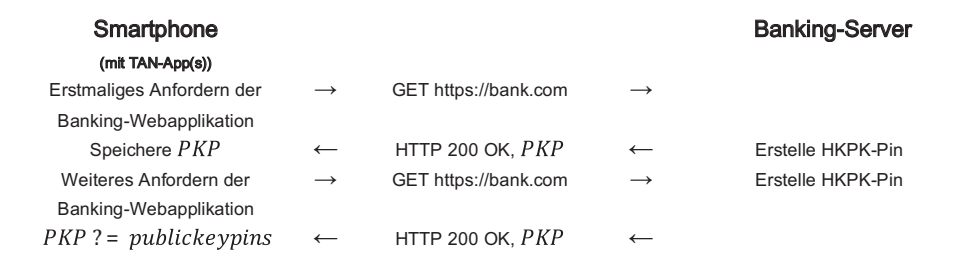 Smartphone Banking-Server
(mit TAN-App(s))
Erstmaliges Anfordern der → GET https://bank.com →
Banking-Webapplikation
Speichere PKP ← HTTP 200 OK, PKP ← Erstelle HKPK-Pin
Weiteres Anfordern der → GET https://bank.com → Erstelle HKPK-Pin
Banking-Webapplikation
PKP ?= publickeypins ← HTTP 200 OK, PKP ←